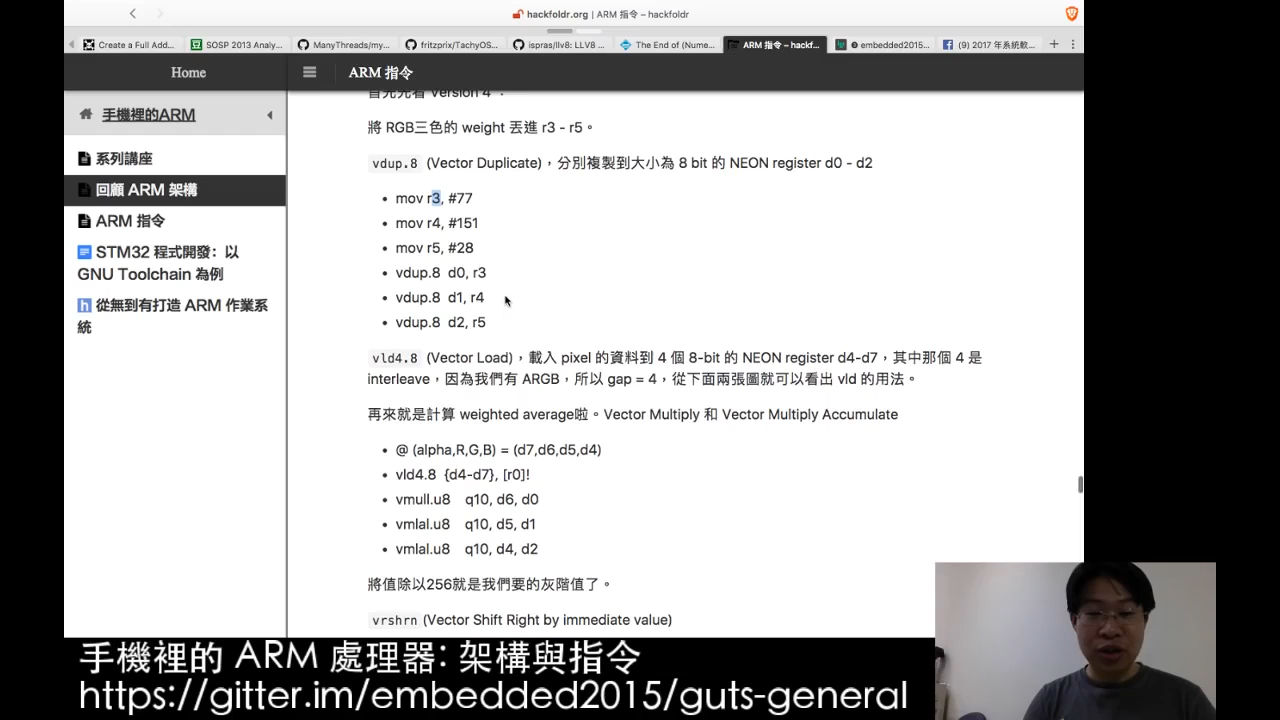 hackfoldr.org | ARM 指令 – hackfoldr
Create a Full Add...
SOSP 2013 Analy...
ManyThreads/my...
fritzprix/TachyOS...
ispras/llv8: LLV8 ...
The End of (Nume...
ARM 指令 – hackf...
embedded2015...
(9) 2017 年系統軟...
Home
ARM 指令
手機裡的ARM
系列講座
回顧 ARM 架構
ARM 指令
STM32 程式開發：以
GNU Toolchain 為例
從無到有打造 ARM 作業系
統
首先先看 Version 4：
將 RGB三色的 weight 丟進 r3 - r5。
vdup.8 (Vector Duplicate)，分別複製到大小為 8 bit 的 NEON register d0 - d2
• mov r3, #77
• mov r4, #151
• mov r5, #28
• vdup.8 d0, r3
• vdup.8 d1, r4
• vdup.8 d2, r5
vld4.8 (Vector Load)，載入 pixel 的資料到 4 個 8-bit 的 NEON register d4-d7，其中那個 4 是
interleave，因為我們有 ARGB，所以 gap = 4，從下面兩張圖就可以看出 vld 的用法。
再來就是計算 weighted average啦。Vector Multiply 和 Vector Multiply Accumulate
• @ (alpha,R,G,B) = (d7,d6,d5,d4)
• vld4.8 {d4-d7}, [r0]!
• vmull.u8 q10, d6, d0
• vmlal.u8 q10, d5, d1
• vmlal.u8 q10, d4, d2
將值除以256就是我們要的灰階值了。
vrshrn (Vector Shift Right by immediate value)
手機裡的 ARM 處理器: 架構與指令
https://gitter.im/embedded2015/guts-general